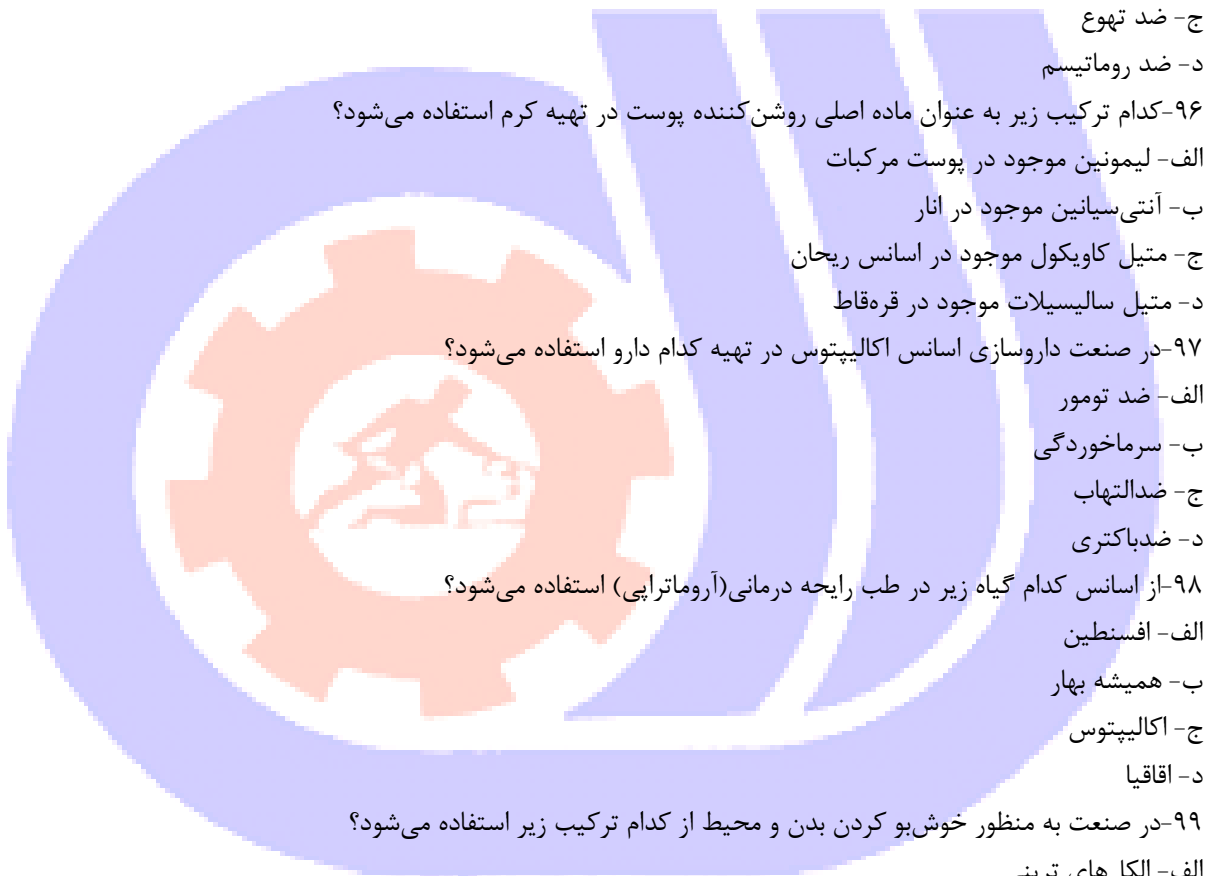 ج- ضد تهوع
د- ضد روماتیسم
۹۶-کدام ترکیب زیر به عنوان ماده اصلی روشن‌کننده پوست در تهیه کرم استفاده می‌شود؟
الف- لیمونین موجود در پوست مرکبات
ب- آنتی‌سیانین موجود در انار
ج- متیل کاویکول موجود در اسانس ریحان
د- متیل سالیسیلات موجود در قره‌قاط
۹۷-در صنعت داروسازی اسانس اکالیپتوس در تهیه کدام دارو استفاده می‌شود؟
الف- ضد تومور
ب- سرماخوردگی
ج- ضدالتهاب
د- ضدباکتری
۹۸-از اسانس کدام گیاه زیر در طب رایحه درمانی(آروماتراپی) استفاده می‌شود؟
الف- افسنطین
ب- همیشه بهار
ج- اکالیپتوس
د- اقاقیا
۹۹-در صنعت به منظور خوش‌بو کردن بدن و محیط از کدام ترکیب زیر استفاده می‌شود؟
الف- الکل‌های